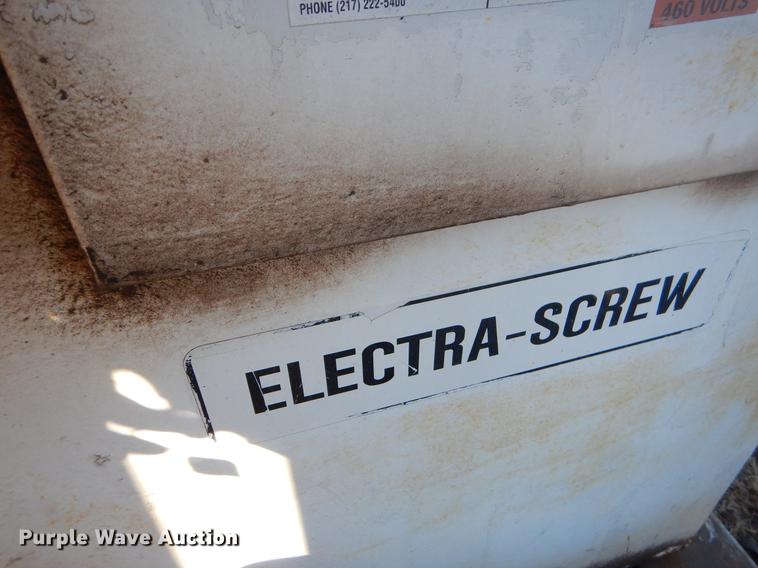 PHONE (217) 222-5400
460 VOLTS
ELECTRA-SCREW
Purple Wave Auction